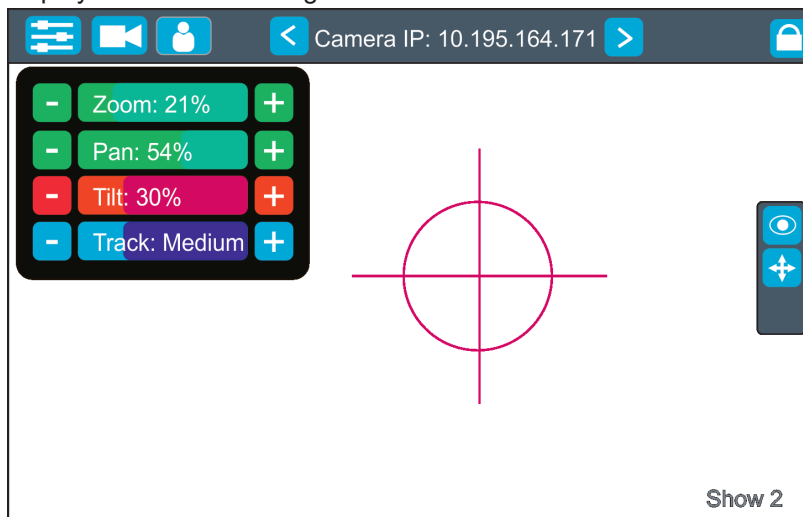 Camera IP: 10.195.164.171
- Zoom: 21% +
- Pan: 54% +
- Tilt: 30% +
- Track: Medium +
Show 2